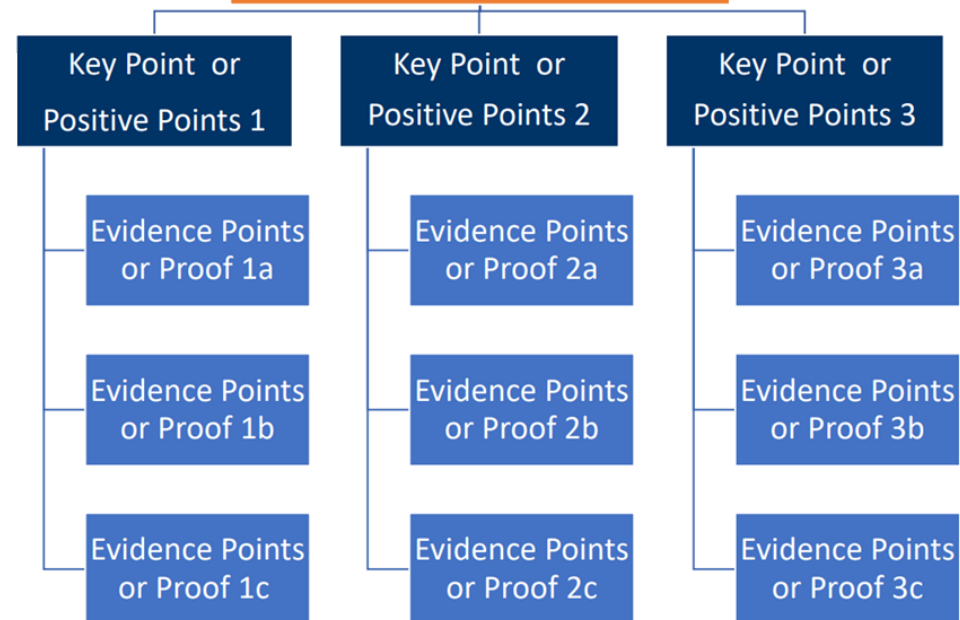 Key Point or
Positive Points 1
Key Point or
Positive Points 2
Key Point or
Positive Points 3
Evidence Points
or Proof 1a
Evidence Points
or Proof 2a
Evidence Points
or Proof 3a
Evidence Points
or Proof 1b
Evidence Points
or Proof 2b
Evidence Points
or Proof 3b
Evidence Points
or Proof 1c
Evidence Points
or Proof 2c
Evidence Points
or Proof 3c